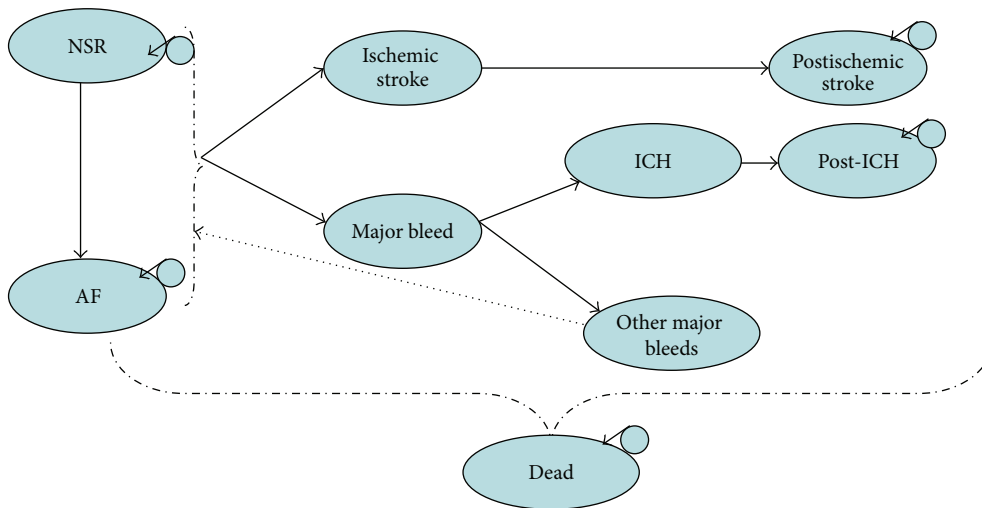 NSR
Ischemic
stroke
Postischemic
stroke
ICH
Post-ICH
Major bleed
AF
Other major
bleeds
Dead